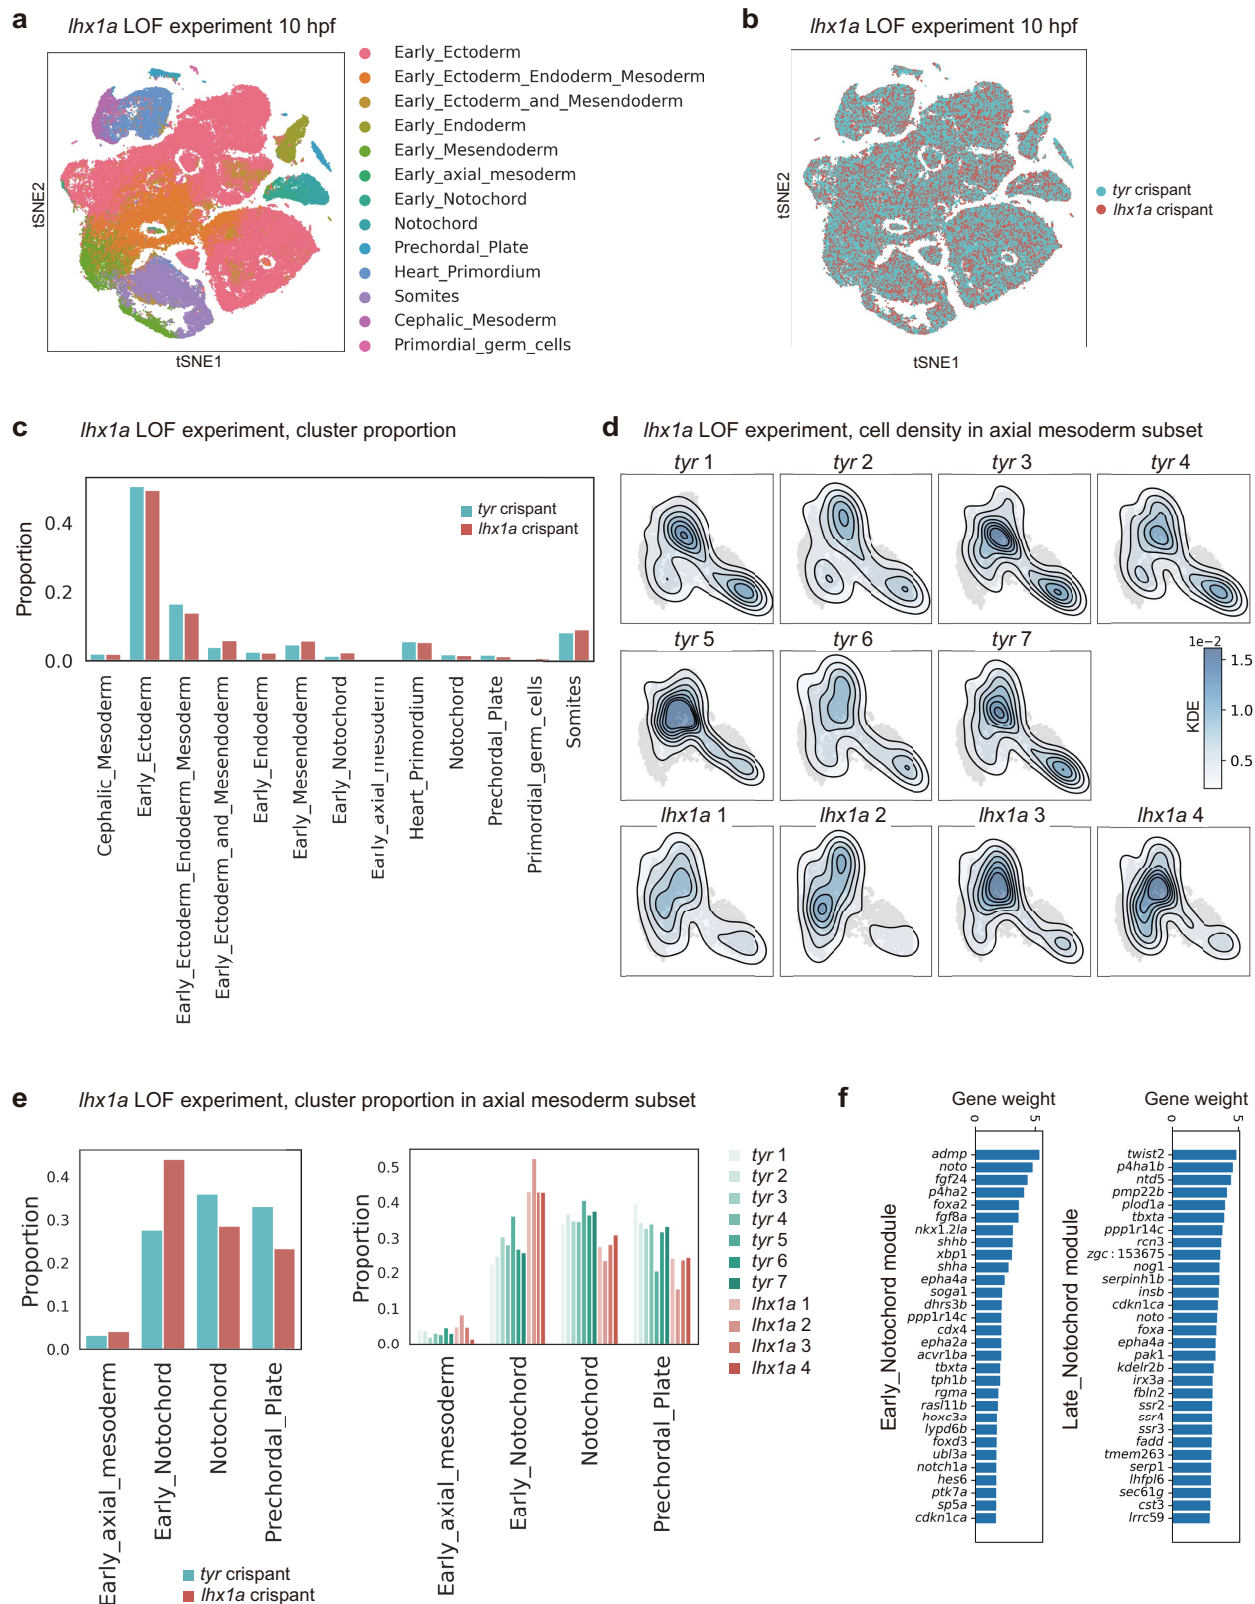 a
lhx1a LOF experiment 10 hpf
tSNE2
tSNE1
Early_Ectoderm
Early_Ectoderm_Endoderm_Mesoderm
Early_Ectoderm_and_Mesendoderm
Early_Endoderm
Early_Mesendoderm
Early_axial_mesoderm
Early_Notochord
Notochord
Prechordal_Plate
Heart_Primordium
Somites
Cephalic_Mesoderm
Primordial_germ_cells
b
lhx1a LOF experiment 10 hpf
tSNE2
tSNE1
tyr crispant
lhx1a crispant
c
lhx1a LOF experiment, cluster proportion
Proportion
0.4
0.2
0.0
tyr crispant
lhx1a crispant
Cephalic_Mesoderm
Early_Ectoderm
Early_Ectoderm_Endoderm_Mesoderm
Early_Ectoderm_and_Mesendoderm
Early_Endoderm
Early_Mesendoderm
Early_Notochord
Early_axial_mesoderm
Heart_Primordium
Notochord
Prechordal_Plate
Primordial_germ_cells
Somites
d
lhx1a LOF experiment, cell density in axial mesoderm subset
tyr 1
tyr 2
tyr 3
tyr 4
tyr 5
tyr 6
tyr 7
1e−2
1.5
1.0
0.5
KDE
lhx1a 1
lhx1a 2
lhx1a 3
lhx1a 4
e
lhx1a LOF experiment, cluster proportion in axial mesoderm subset
Proportion
0.4
0.3
0.2
0.1
0.0
Early_axial_mesoderm
Early_Notochord
Notochord
Prechordal_Plate
tyr crispant
lhx1a crispant
Proportion
0.5
0.4
0.3
0.2
0.1
0.0
Early_axial_mesoderm
Early_Notochord
Notochord
Prechordal_Plate
tyr 1
tyr 2
tyr 3
tyr 4
tyr 5
tyr 6
tyr 7
lhx1a 1
lhx1a 2
lhx1a 3
lhx1a 4
f
Gene weight
0
5
Early_Notochord module
admp
noto
fgf24
p4ha2
foxa2
fgf8a
nkx1.2la
shhb
xbp1
shha
epha4a
soga1
dhrs3b
ppp1r14c
cdx4
epha2a
acvr1ba
tbxta
tph1b
rgma
rasl11b
hoxc3a
lypd6b
foxd3
ubl3a
notch1a
hes6
ptk7a
sp5a
cdkn1ca
Gene weight
0
5
Late_Notochord module
twist2
p4ha1b
ntd5
pmp22b
plod1a
tbxta
ppp1r14c
rcn3
zgc:153675
nog1
serpinh1b
insb
cdkn1ca
noto
foxa
epha4a
pak1
kdelr2b
irx3a
fbln2
ssr2
ssr4
ssr3
fadd
tmem263
serp1
lhfpl6
sec61g
cst3
lrrc59